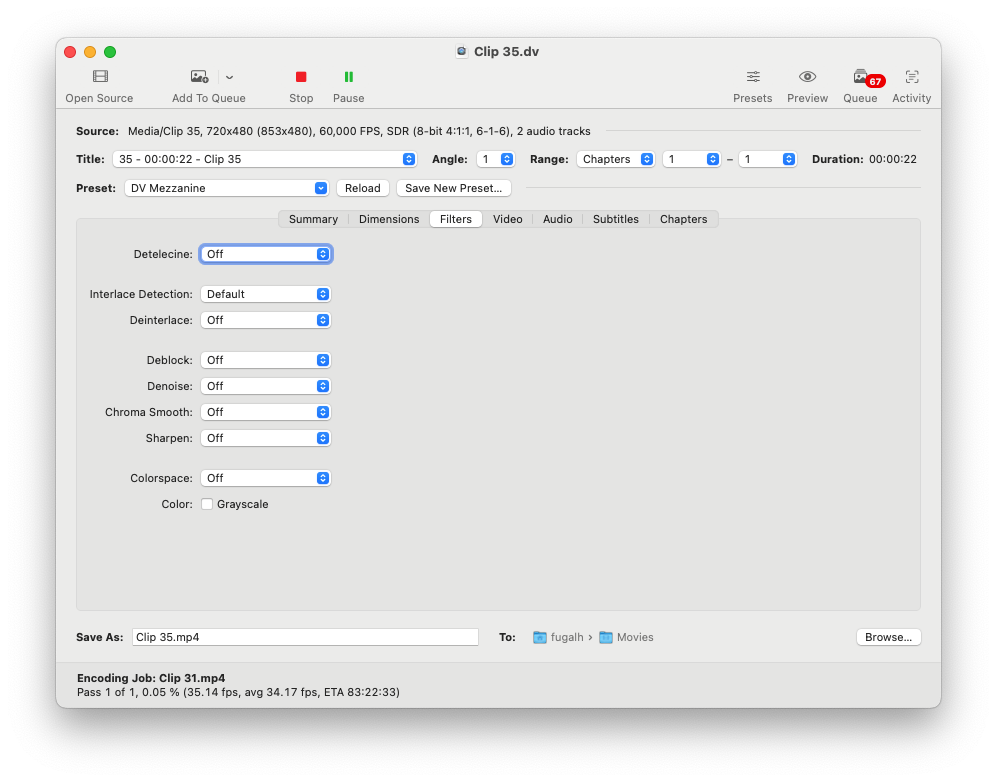 Clip 35.dv
Open Source Add To Queue Stop Pause Presets Preview Queue 67 Activity
Source: Media/Clip 35, 720x480 (853x480), 60,000 FPS, SDR (8-bit 4:1:1, 6-1-6), 2 audio tracks
Title: 35 - 00:00:22 - Clip 35 Angle: 1 Range: Chapters 1 – 1 Duration: 00:00:22
Preset: DV Mezzanine Reload Save New Preset...
Summary Dimensions Filters Video Audio Subtitles Chapters
Detelecine: Off
Interlace Detection: Default
Deinterlace: Off
Deblock: Off
Denoise: Off
Chroma Smooth: Off
Sharpen: Off
Colorspace: Off
Color: Grayscale
Save As: Clip 35.mp4 To: fugalh › Movies Browse...
Encoding Job: Clip 31.mp4
Pass 1 of 1, 0.05 % (35.14 fps, avg 34.17 fps, ETA 83:22:33)